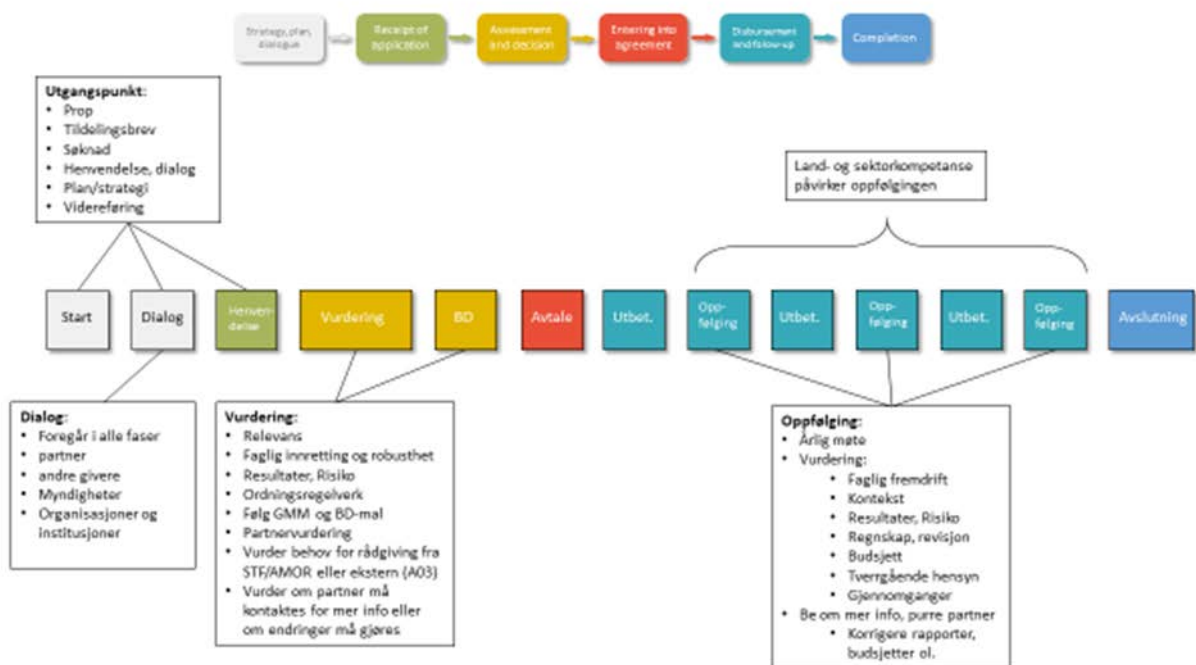 Strategy, plan,
dialogue
Receipt of
application
Assessment
and decision
Entering into
agreement
Disbursement
and follow-up
Completion
Utgangspunkt:
• Prop
• Tildelingsbrev
• Søknad
• Henvendelse, dialog
• Plan/strategi
• Videreføring
Land- og sektorkompetanse
påvirker oppfølgingen
Start
Dialog
Henven-
delse
Vurdering
BD
Avtale
Utbet.
Opp-
følging
Utbet.
Opp-
følging
Utbet.
Opp-
følging
Avslutning
Dialog:
• Foregår i alle faser
• partner
• andre givere
• Myndigheter
• Organisasjoner og
institusjoner
Vurdering:
• Relevans
• Faglig innretting og robusthet
• Resultater, Risiko
• Ordningsregelverk
• Følg GMM og BD-mal
• Partnervurdering
• Vurder behov for rådgiving fra
STF/AMOR eller ekstern (A03)
• Vurder om partner må
kontaktes for mer info eller
om endringer må gjøres
Oppfølging:
• Årlig møte
• Vurdering:
• Faglig fremdrift
• Kontekst
• Resultater, Risiko
• Regnskap, revisjon
• Budsjett
• Tverrgående hensyn
• Gjennomganger
• Be om mer info, purre partner
• Korrigere rapporter,
budsjetter ol.